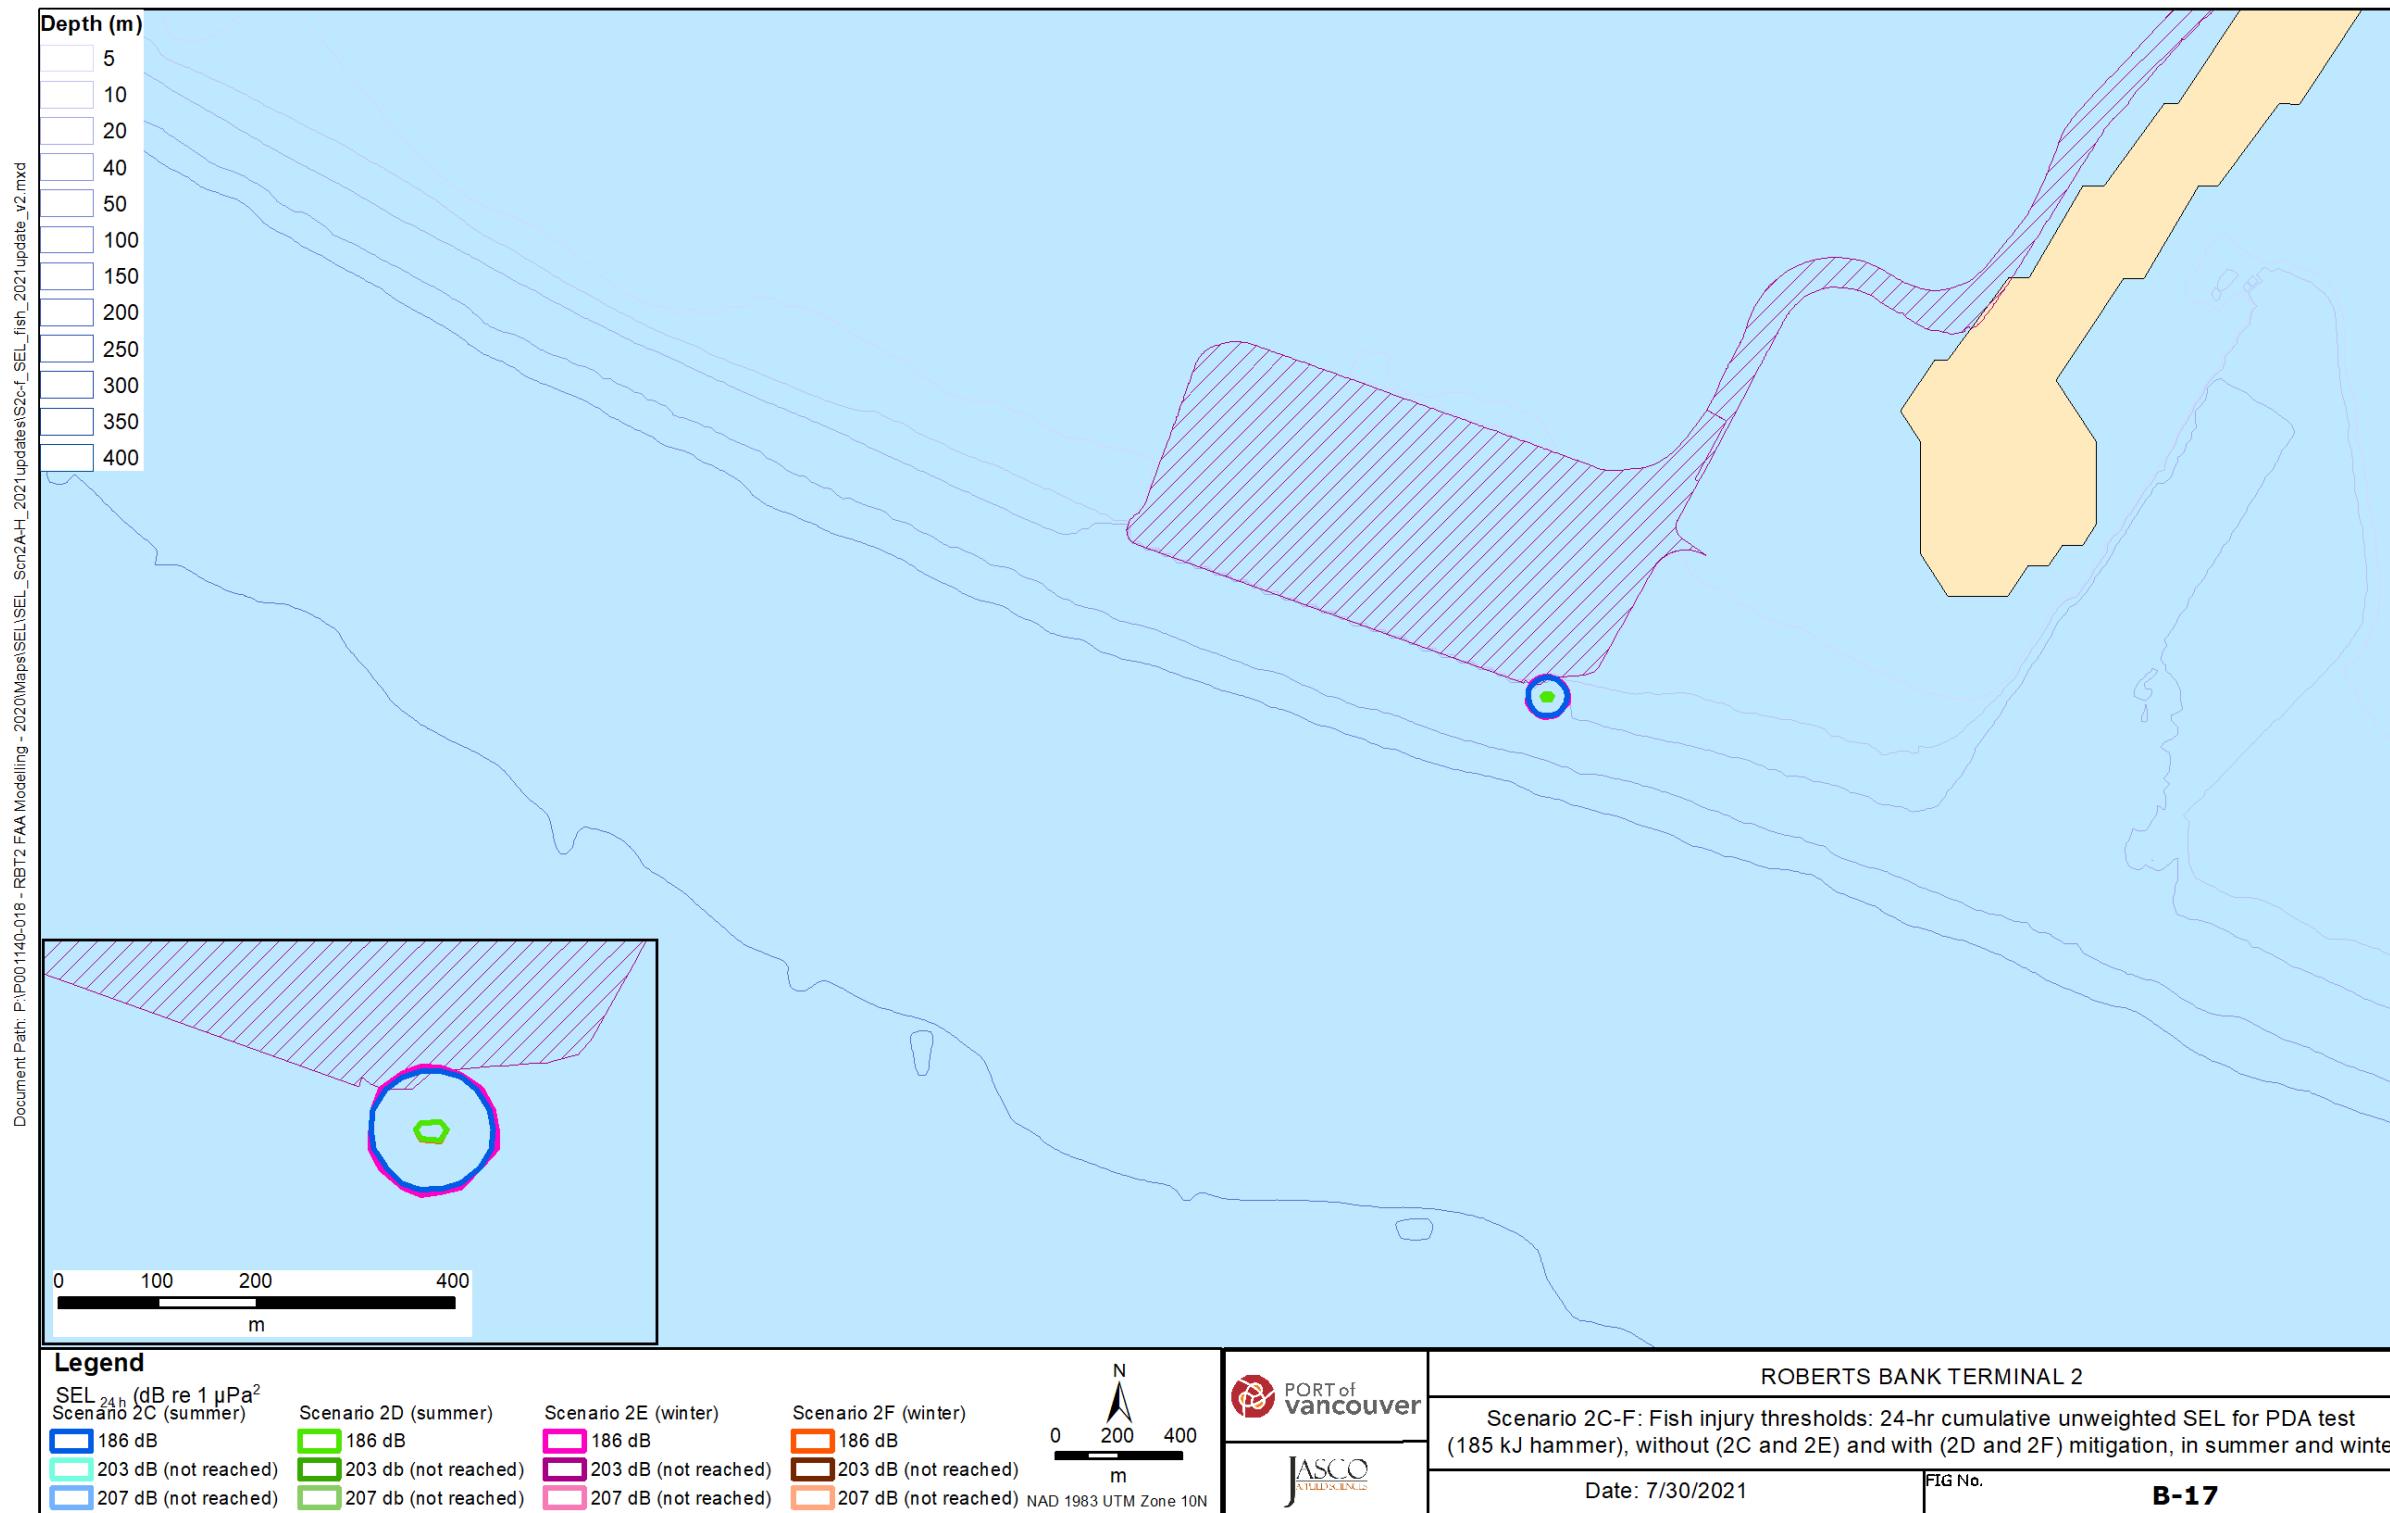 Depth (m)
5
10
20
40
50
100
150
200
250
300
350
400
Document Path: P:\P001140-018 - RBT2 FAA Modelling - 2020\Maps\SEL\SEL_Scn2A-H_2021updates\S2c-f_SEL_fish_2021update_v2.mxd
0 100 200 400
m
Legend
SEL 24 h (dB re 1 µPa²
Scenario 2C (summer)
186 dB
203 dB (not reached)
207 dB (not reached)
Scenario 2D (summer)
186 dB
203 db (not reached)
207 db (not reached)
Scenario 2E (winter)
186 dB
203 dB (not reached)
207 dB (not reached)
Scenario 2F (winter)
186 dB
203 dB (not reached)
207 dB (not reached)
N
0 200 400
m
NAD 1983 UTM Zone 10N
PORT of
vancouver
JASCO
APPLIED SCIENCES
ROBERTS BANK TERMINAL 2
Scenario 2C-F: Fish injury thresholds: 24-hr cumulative unweighted SEL for PDA test
(185 kJ hammer), without (2C and 2E) and with (2D and 2F) mitigation, in summer and winte
Date: 7/30/2021
FIG No.
B-17